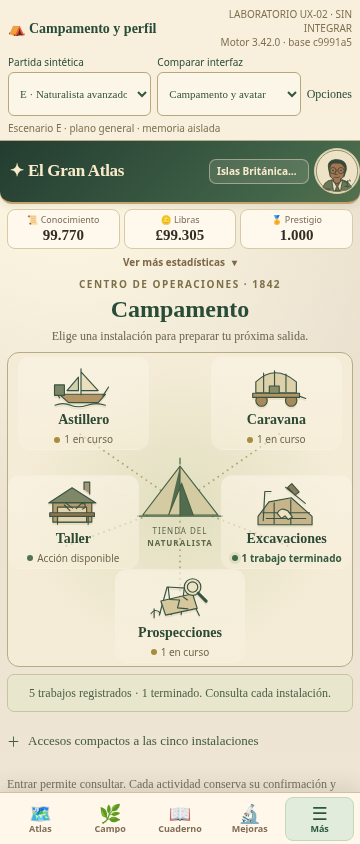 Campamento y perfil
LABORATORIO UX-02 · SIN
INTEGRAR
Motor 3.42.0 · base c9991a5
Partida sintética
Comparar interfaz
E · Naturalista avanzado
Campamento y avatar
Opciones
Escenario E · plano general · memoria aislada
El Gran Atlas
Islas Británica...
Conocimiento
99.770
Libras
£99.305
Prestigio
1.000
Ver más estadísticas
CENTRO DE OPERACIONES · 1842
Campamento
Elige una instalación para preparar tu próxima salida.
Astillero
1 en curso
Caravana
1 en curso
Taller
Acción disponible
TIENDA DEL
NATURALISTA
Excavaciones
1 trabajo terminado
Prospecciones
1 en curso
5 trabajos registrados · 1 terminado. Consulta cada instalación.
+ Accesos compactos a las cinco instalaciones
Entrar permite consultar. Cada actividad conserva su confirmación y
Atlas
Campo
Cuaderno
Mejoras
Más